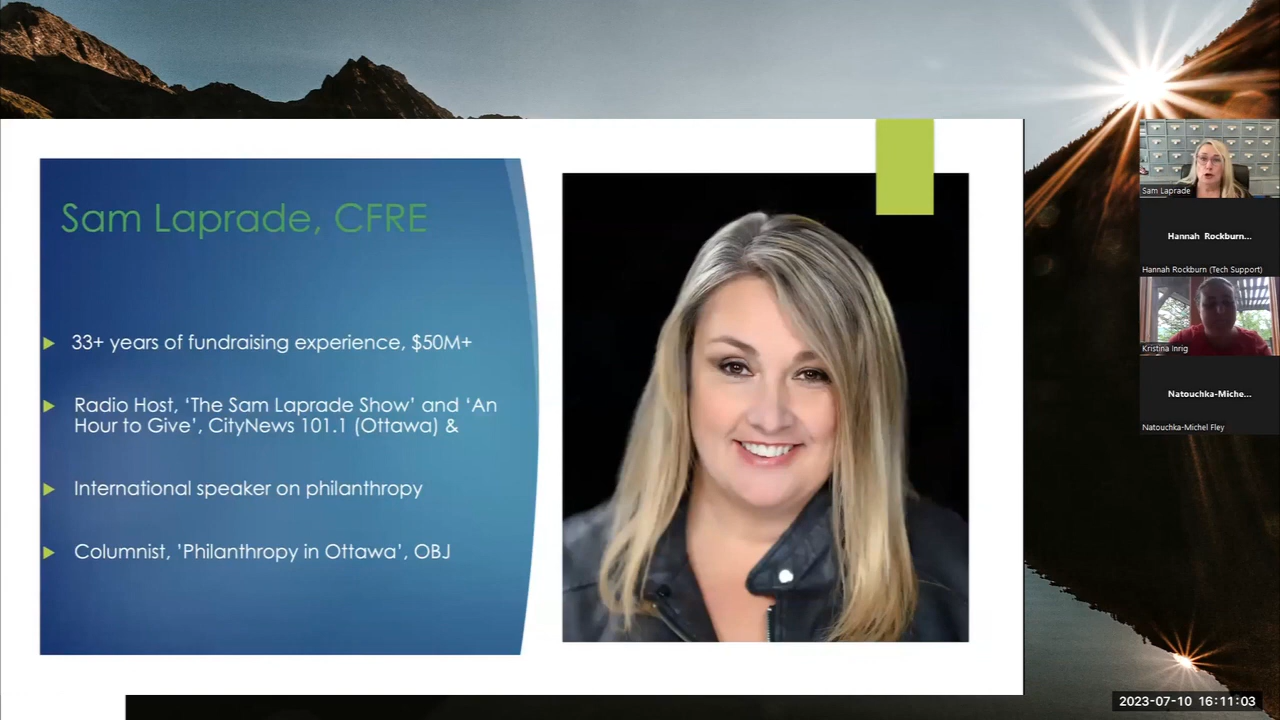 Sam Laprade, CFRE
33+ years of fundraising experience, $50M+
Radio Host, ‘The Sam Laprade Show’ and ‘An
Hour to Give’, CityNews 101.1 (Ottawa) &
International speaker on philanthropy
Columnist, 'Philanthropy in Ottawa’, OBJ
Sam Laprade
Hannah Rockburn...
Hannah Rockburn (Tech Support)
Kristina Inrig
Natouchka-Miche...
Natouchka-Michel Fley
2023-07-10 16:11:03